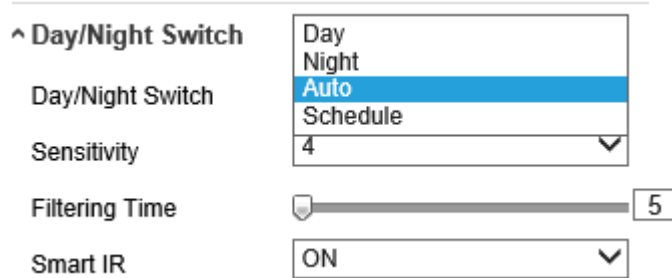 Day/Night Switch
Day
Night
Day/Night Switch
Auto
Schedule
Sensitivity
4
Filtering Time
5
Smart IR
ON